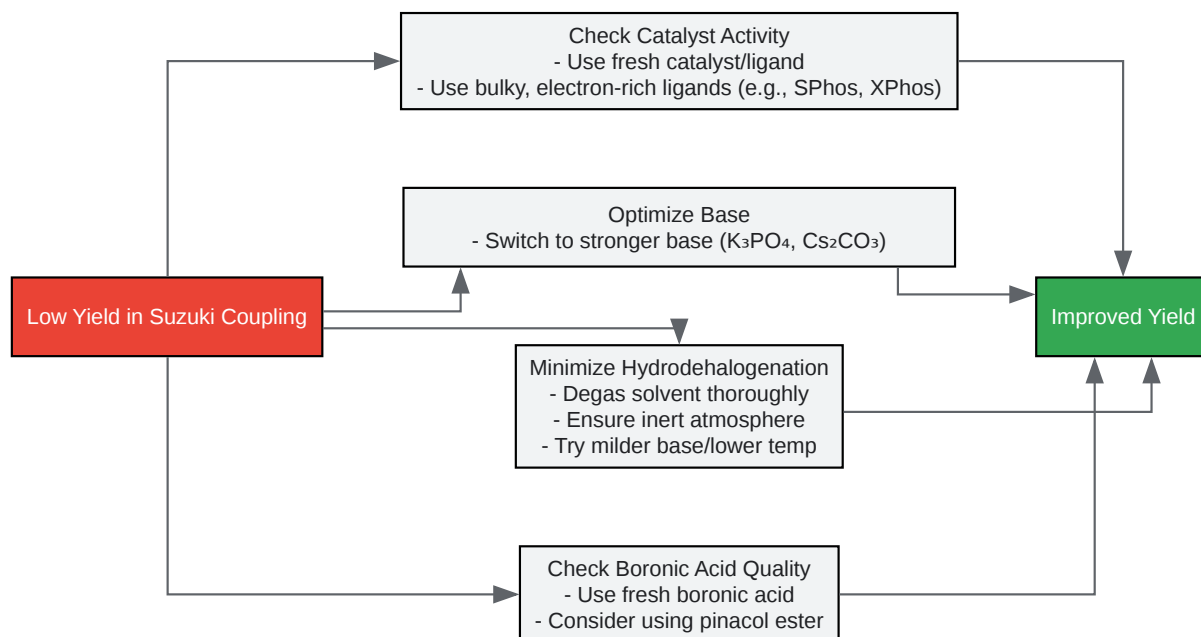 Check Catalyst Activity
- Use fresh catalyst/ligand
- Use bulky, electron-rich ligands (e.g., SPhos, XPhos)
Optimize Base
- Switch to stronger base (K₃PO₄, Cs₂CO₃)
Low Yield in Suzuki Coupling
Improved Yield
Minimize Hydrodehalogenation
- Degas solvent thoroughly
- Ensure inert atmosphere
- Try milder base/lower temp
Check Boronic Acid Quality
- Use fresh boronic acid
- Consider using pinacol ester